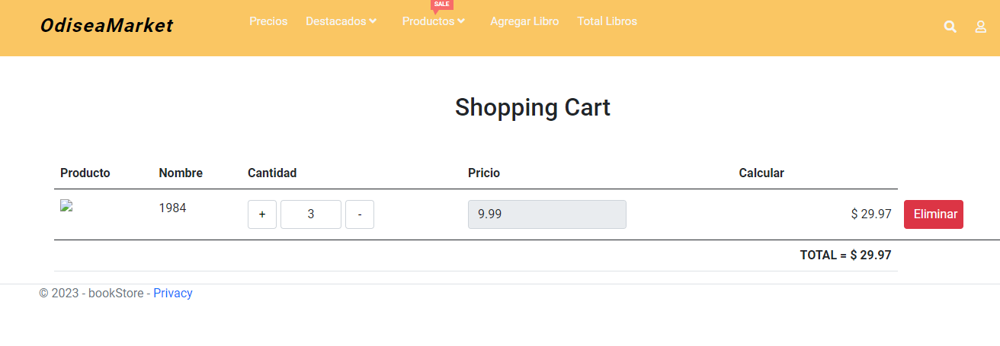 SALE
OdiseaMarket Precios Destacados Productos Agregar Libro Total Libros
Shopping Cart
Producto Nombre Cantidad Pricio Calcular
1984 + 3 - 9.99 $ 29.97 Eliminar
TOTAL = $ 29.97
© 2023 - bookStore - Privacy